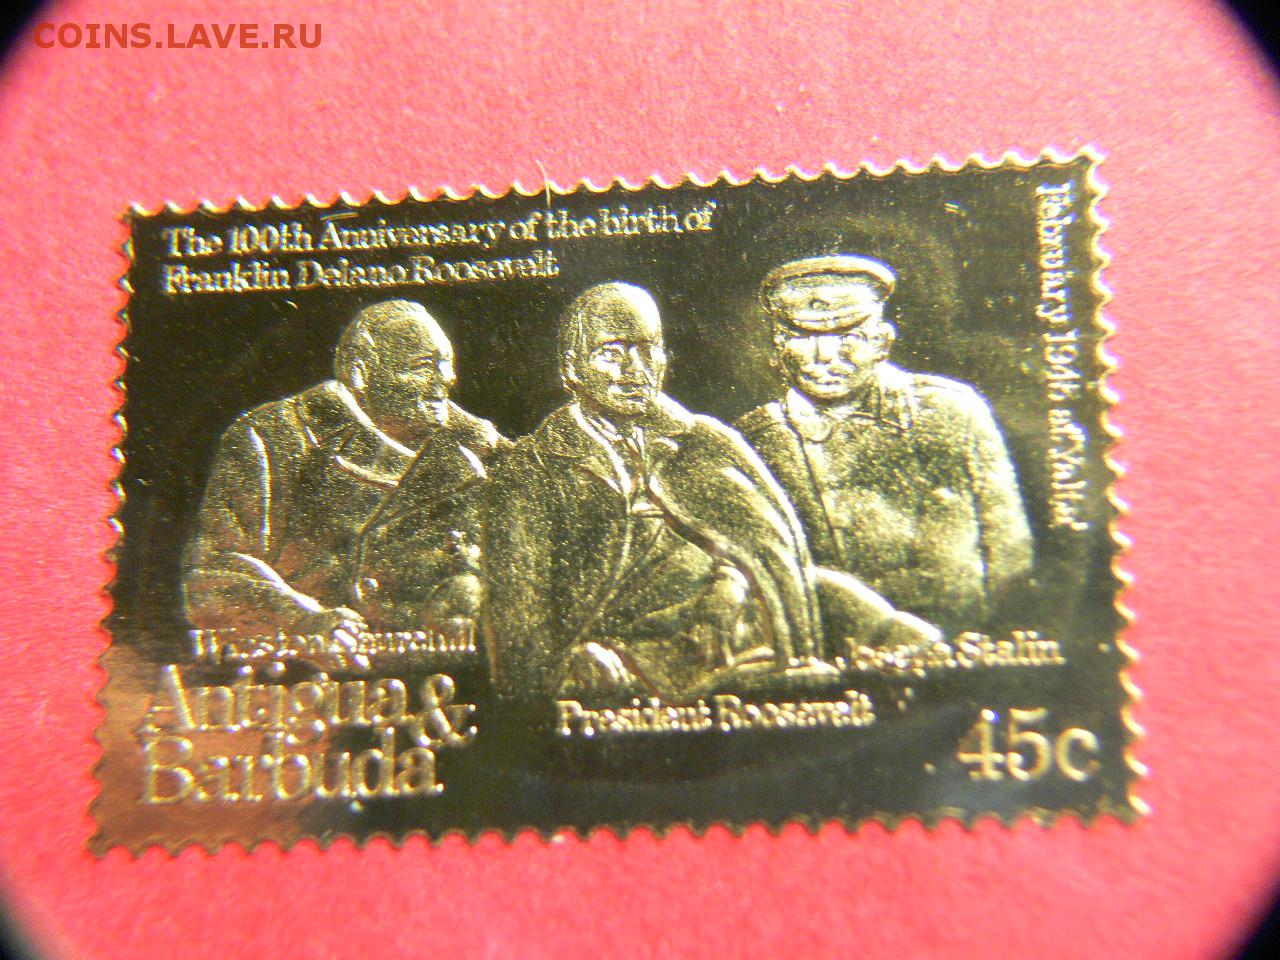 COINS.LAVE.RU
The 100th Anniversary of the birth of
Franklin Delano Roosevelt
February 1945 at Yalta
Winston Churchill
Joseph Stalin
President Roosevelt
Antigua &
Barbuda
45c